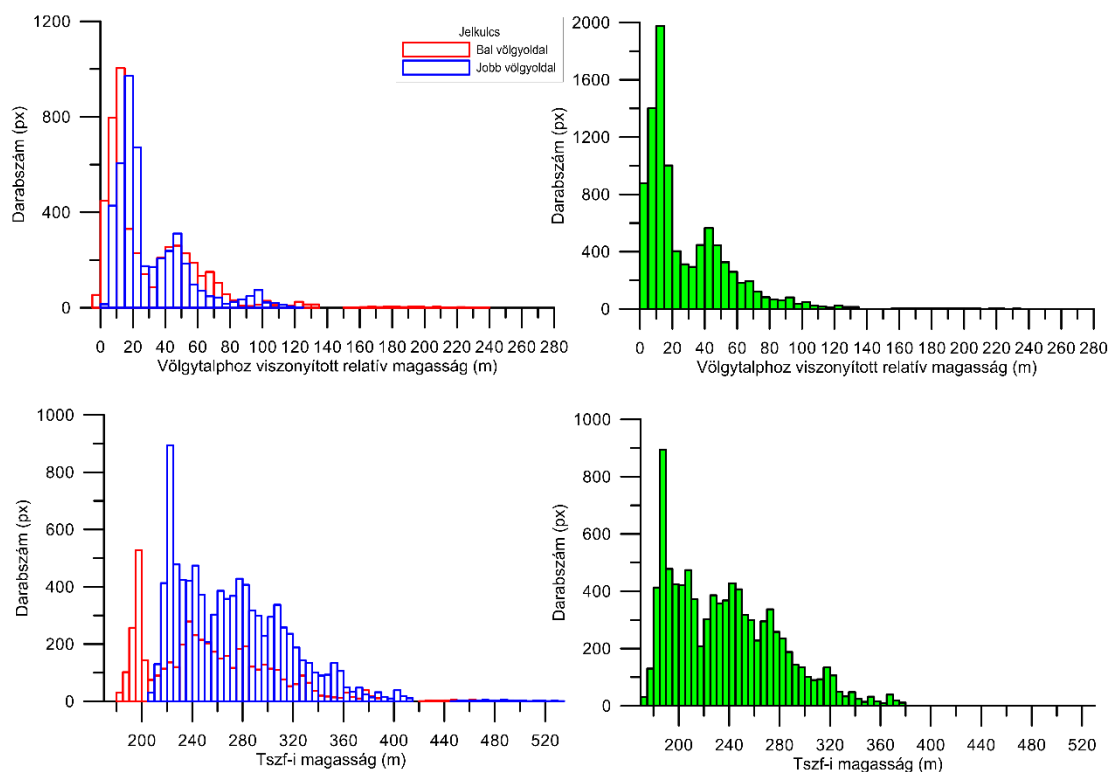 Jelkulcs
Bal völgyoldal
Jobb völgyoldal
Darabszám (px)
1200
800
400
0
0 20 40 60 80 100 120 140 160 180 200 220 240 260 280
Völgytalphoz viszonyított relatív magasság (m)
Darabszám (px)
2000
1600
1200
800
400
0
0 20 40 60 80 100 120 140 160 180 200 220 240 260 280
Völgytalphoz viszonyított relatív magasság (m)
Darabszám (px)
1000
800
600
400
200
0
200 240 280 320 360 400 440 480 520
Tszf-i magasság (m)
Darabszám (px)
1000
800
600
400
200
0
200 240 280 320 360 400 440 480 520
Tszf-i magasság (m)